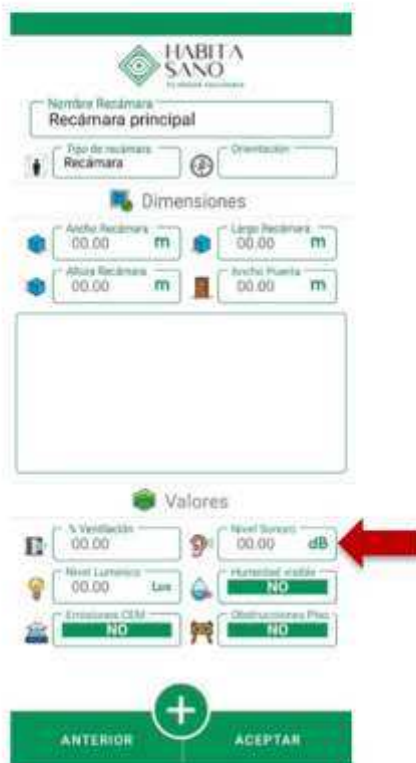 HABITA
SANO
Nombre Recámara
Recámara principal
Tipo de recámara
Recámara
Orientación
Dimensiones
Ancho Recámara
00.00 m
Largo Recámara
00.00 m
Altura Recámara
00.00 m
Ancho Puerta
00.00 m
Valores
% Ventilación
00.00
Nivel Sonoro
00.00 dB
Nivel Lumínico
00.00 Lux
Humedad visible
NO
Emisiones CEM
NO
Obstrucciones Piso
NO
ANTERIOR
ACEPTAR